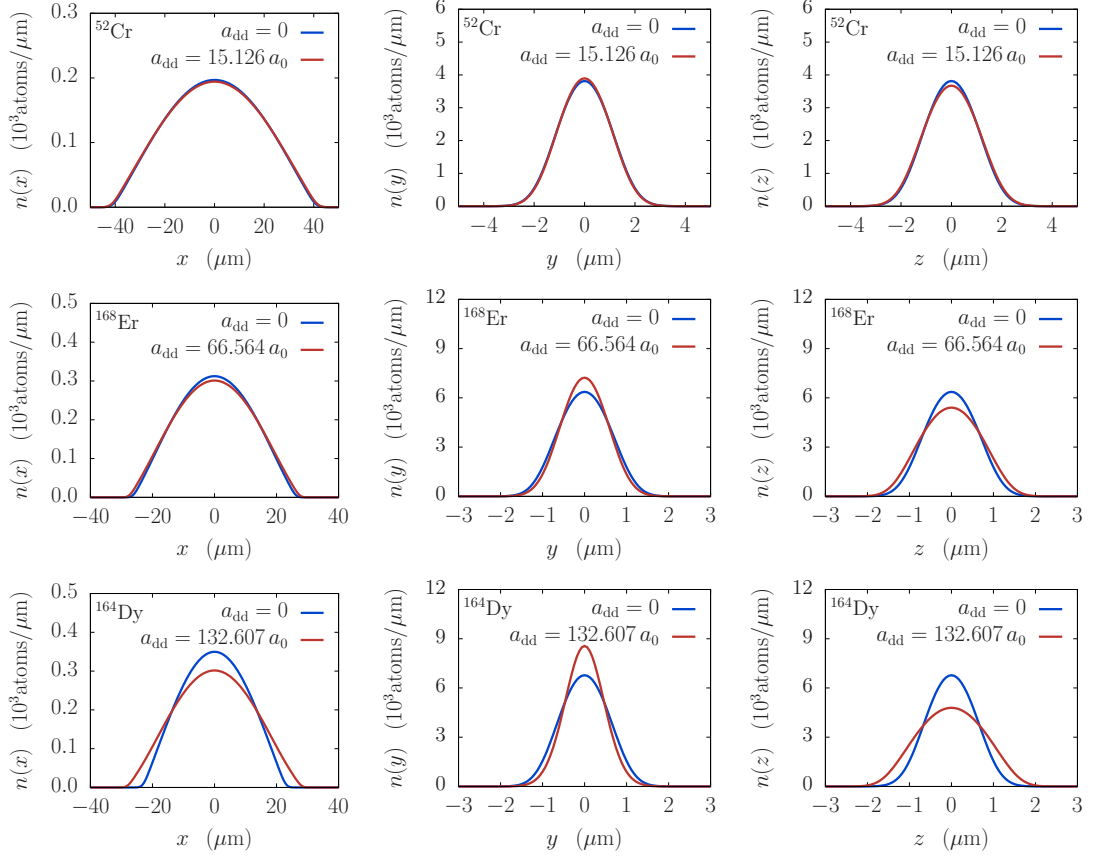 ⁵²Cr
a_dd = 0
a_dd = 15.126 a₀
n(x) (10³atoms/μm)
0.3
0.2
0.1
0.0
−40 −20 0 20 40
x (μm)
⁵²Cr
a_dd = 0
a_dd = 15.126 a₀
n(y) (10³atoms/μm)
6
5
4
3
2
1
0
−4 −2 0 2 4
y (μm)
⁵²Cr
a_dd = 0
a_dd = 15.126 a₀
n(z) (10³atoms/μm)
6
5
4
3
2
1
0
−4 −2 0 2 4
z (μm)
¹⁶⁸Er
a_dd = 0
a_dd = 66.564 a₀
n(x) (10³atoms/μm)
0.5
0.4
0.3
0.2
0.1
0.0
−40 −20 0 20 40
x (μm)
¹⁶⁸Er
a_dd = 0
a_dd = 66.564 a₀
n(y) (10³atoms/μm)
12
9
6
3
0
−3 −2 −1 0 1 2 3
y (μm)
¹⁶⁸Er
a_dd = 0
a_dd = 66.564 a₀
n(z) (10³atoms/μm)
12
9
6
3
0
−3 −2 −1 0 1 2 3
z (μm)
¹⁶⁴Dy
a_dd = 0
a_dd = 132.607 a₀
n(x) (10³atoms/μm)
0.5
0.4
0.3
0.2
0.1
0.0
−40 −20 0 20 40
x (μm)
¹⁶⁴Dy
a_dd = 0
a_dd = 132.607 a₀
n(y) (10³atoms/μm)
12
9
6
3
0
−3 −2 −1 0 1 2 3
y (μm)
¹⁶⁴Dy
a_dd = 0
a_dd = 132.607 a₀
n(z) (10³atoms/μm)
12
9
6
3
0
−3 −2 −1 0 1 2 3
z (μm)